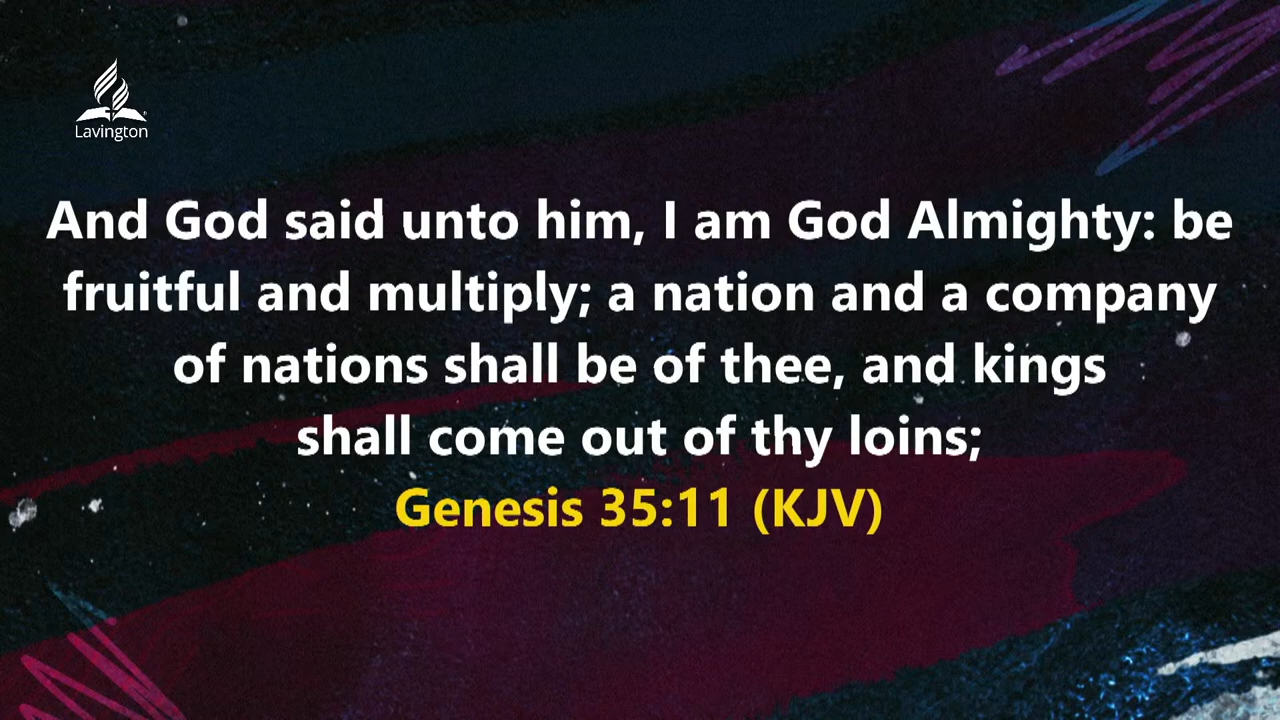 Lavington
And God said unto him, I am God Almighty: be
fruitful and multiply; a nation and a company
of nations shall be of thee, and kings
shall come out of thy loins;
Genesis 35:11 (KJV)